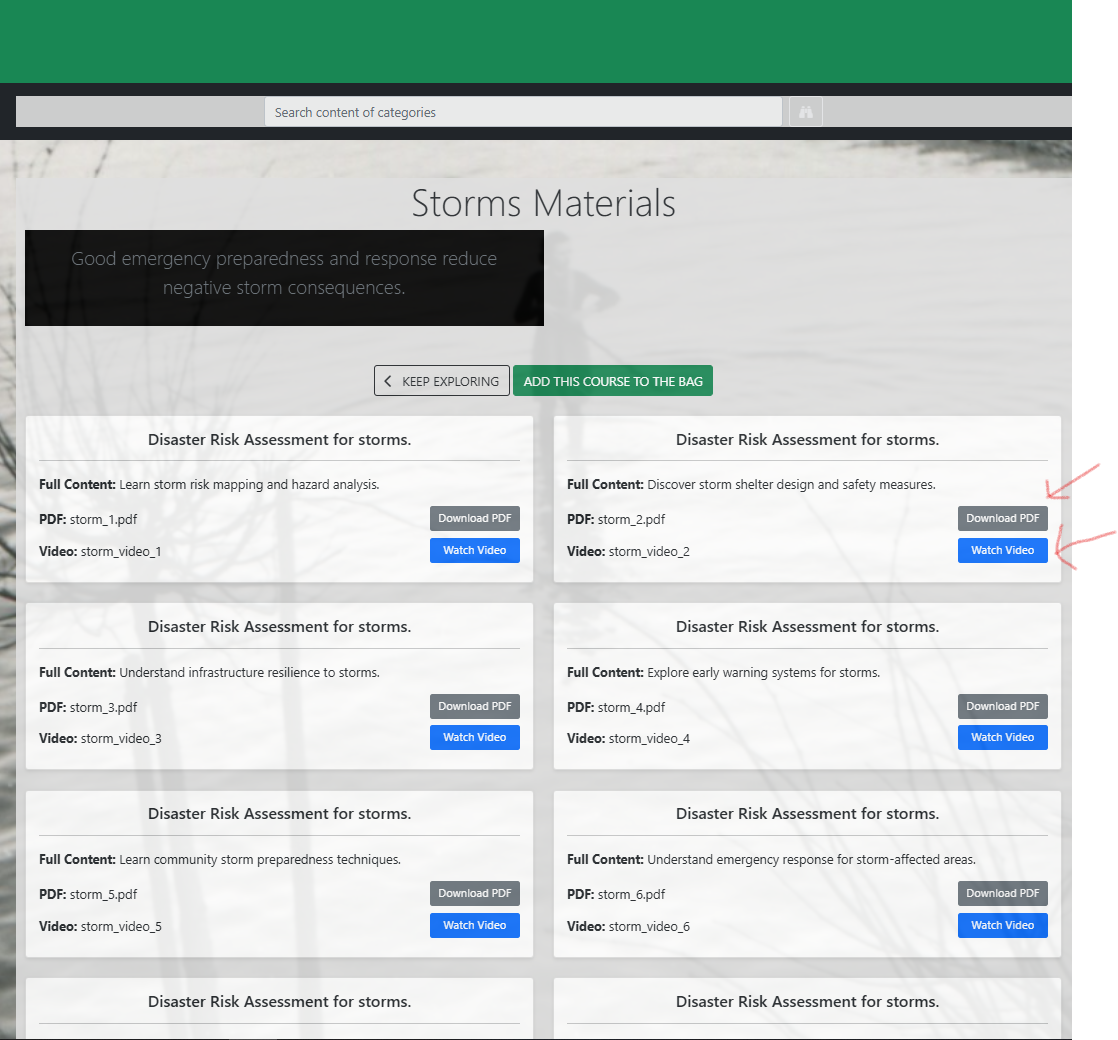 Search content of categories
Storms Materials
Good emergency preparedness and response reduce
negative storm consequences.
KEEP EXPLORING
ADD THIS COURSE TO THE BAG
Disaster Risk Assessment for storms.
Full Content: Learn storm risk mapping and hazard analysis.
PDF: storm_1.pdf
Download PDF
Video: storm_video_1
Watch Video
Disaster Risk Assessment for storms.
Full Content: Discover storm shelter design and safety measures.
PDF: storm_2.pdf
Download PDF
Video: storm_video_2
Watch Video
Disaster Risk Assessment for storms.
Full Content: Understand infrastructure resilience to storms.
PDF: storm_3.pdf
Download PDF
Video: storm_video_3
Watch Video
Disaster Risk Assessment for storms.
Full Content: Explore early warning systems for storms.
PDF: storm_4.pdf
Download PDF
Video: storm_video_4
Watch Video
Disaster Risk Assessment for storms.
Full Content: Learn community storm preparedness techniques.
PDF: storm_5.pdf
Download PDF
Video: storm_video_5
Watch Video
Disaster Risk Assessment for storms.
Full Content: Understand emergency response for storm-affected areas.
PDF: storm_6.pdf
Download PDF
Video: storm_video_6
Watch Video
Disaster Risk Assessment for storms.
Disaster Risk Assessment for storms.